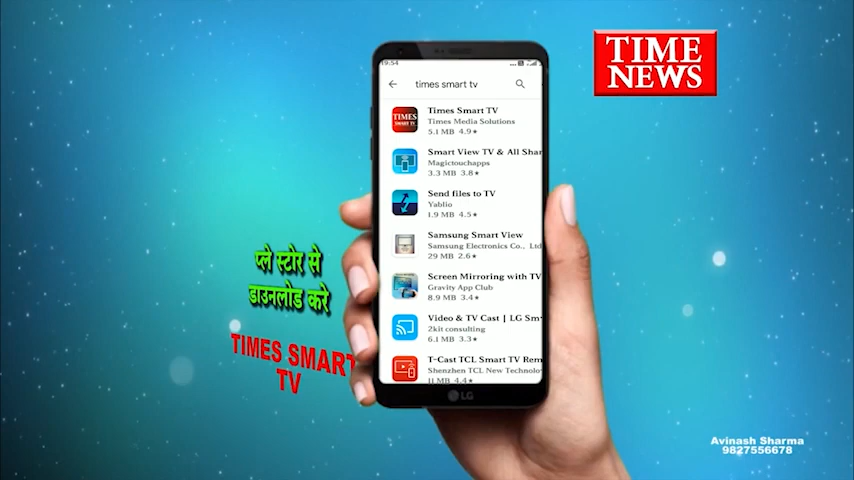 TIME
NEWS
19:54
times smart tv
Times Smart TV
Times Media Solutions
5.1 MB 4.9★
Smart View TV & All Shar
Magictouchapps
3.3 MB 3.8★
Send files to TV
Yablio
1.9 MB 4.5★
Samsung Smart View
Samsung Electronics Co., Ltd
29 MB 2.6★
Screen Mirroring with TV
Gravity App Club
8.9 MB 3.4★
Video & TV Cast | LG Sm
2kit consulting
6.1 MB 3.3★
T-Cast TCL Smart TV Rem
Shenzhen TCL New Technolo
11 MB 4.4★
LG
TIMES
SMART TV
प्ले स्टोर से
डाउनलोड करे
TIMES SMART
TV
Avinash Sharma
9827556678